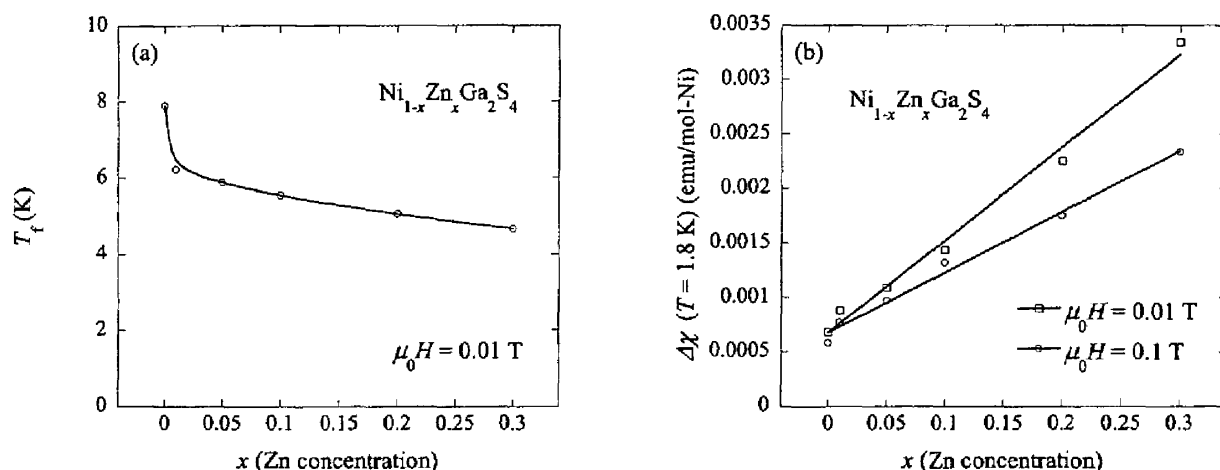 (a)
Ni1-xZnxGa2S4
μ0H = 0.01 T
Tf (K)
10
8
6
4
2
0
0 0.05 0.1 0.15 0.2 0.25 0.3
x (Zn concentration)
(b)
Ni1-xZnxGa2S4
μ0H = 0.01 T
μ0H = 0.1 T
Δχ (T = 1.8 K) (emu/mol-Ni)
0.0035
0.003
0.0025
0.002
0.0015
0.001
0.0005
0
0 0.05 0.1 0.15 0.2 0.25 0.3
x (Zn concentration)